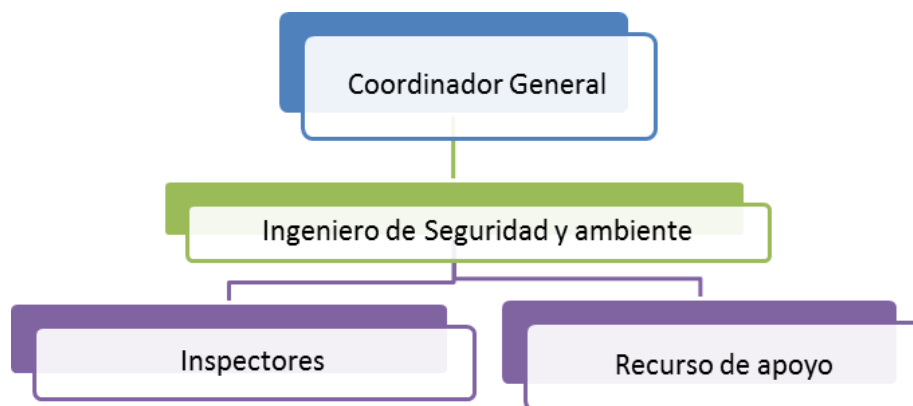 Coordinador General
Ingeniero de Seguridad y ambiente
Inspectores
Recurso de apoyo